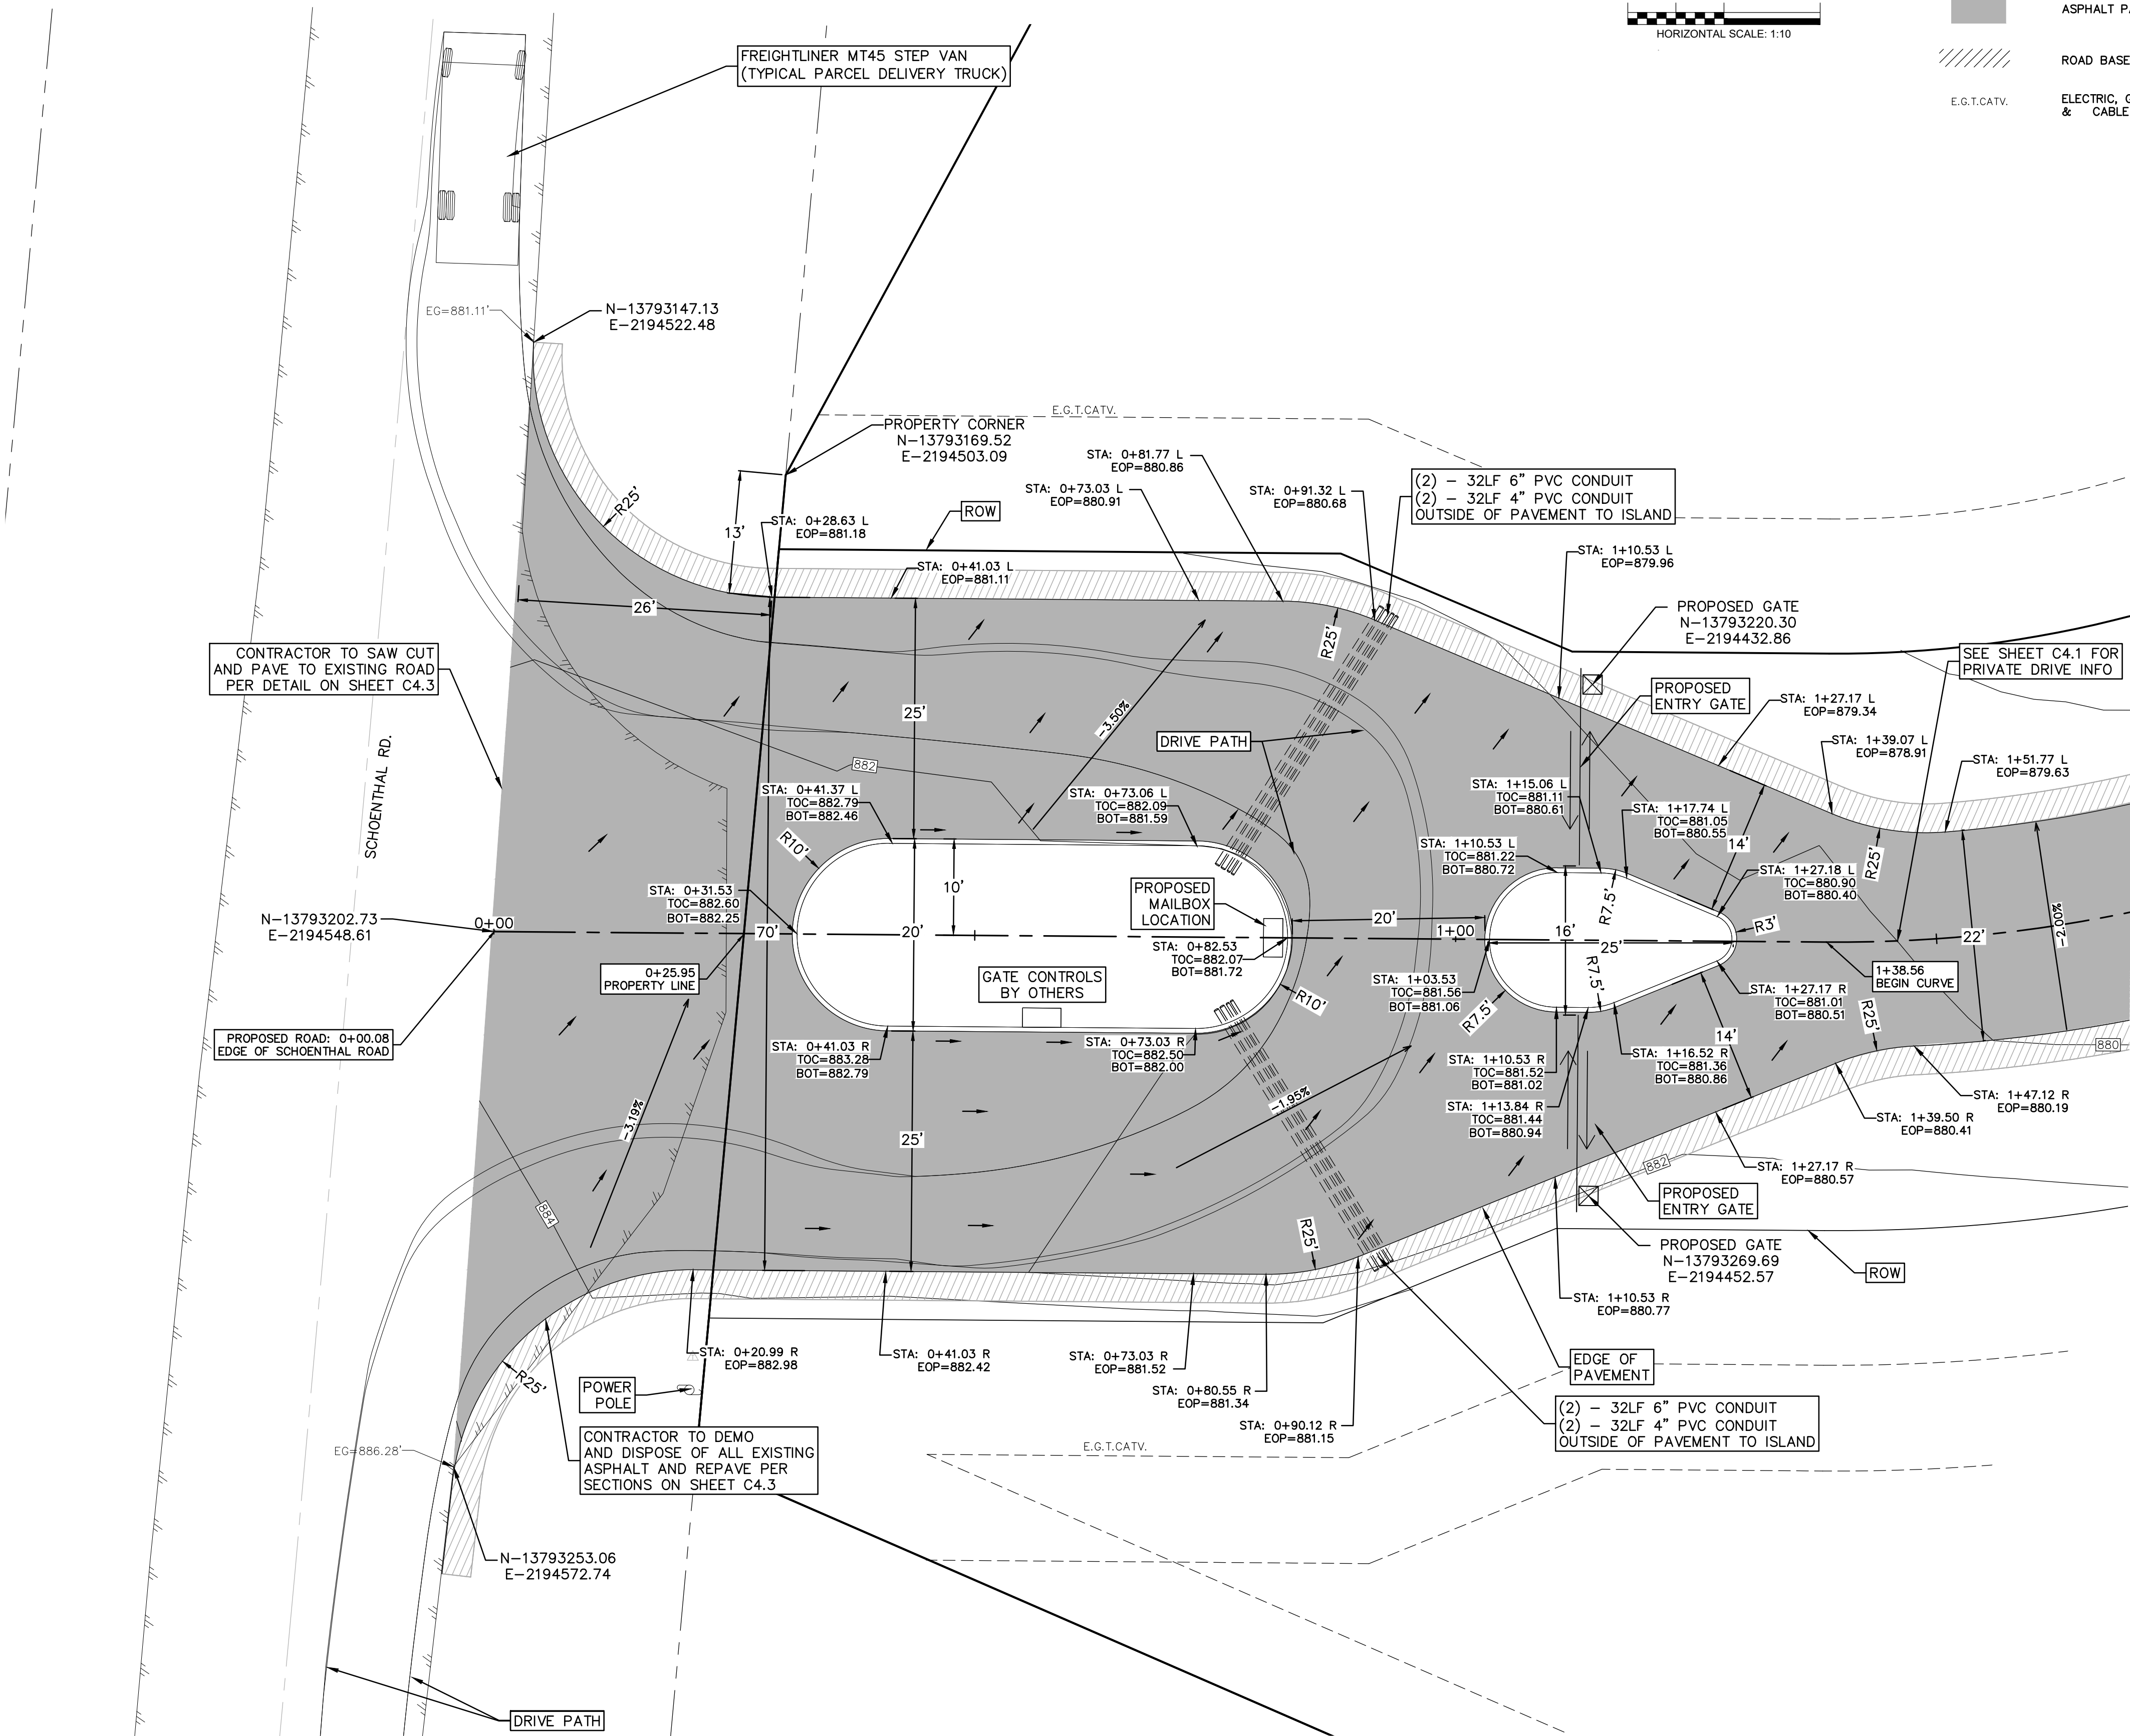 HORIZONTAL SCALE: 1:10
ASPHALT
ROAD BASE
E.G.T.CATV.
ELECTRIC,
& CABLE
FREIGHTLINER MT45 STEP VAN
(TYPICAL PARCEL DELIVERY TRUCK)
EG=881.11'
N-13793147.13
E-2194522.48
E.G.T.CATV.
PROPERTY CORNER
N-13793169.52
E-2194503.09
R25'
13'
STA: 0+28.63 L
EOP=881.18
ROW
STA: 0+81.77 L
EOP=880.86
STA: 0+73.03 L
EOP=880.91
STA: 0+91.32 L
EOP=880.68
(2) - 32LF 6" PVC CONDUIT
(2) - 32LF 4" PVC CONDUIT
OUTSIDE OF PAVEMENT TO ISLAND
STA: 0+41.03 L
EOP=881.11
STA: 1+10.53 L
EOP=879.96
26'
R25'
PROPOSED GATE
N-13793220.30
E-2194432.86
CONTRACTOR TO SAW CUT
AND PAVE TO EXISTING ROAD
PER DETAIL ON SHEET C4.3
SEE SHEET C4.1 FOR
PRIVATE DRIVE INFO
PROPOSED
ENTRY GATE
STA: 1+27.17 L
EOP=879.34
25'
-3.50%
DRIVE PATH
STA: 1+39.07 L
EOP=878.91
STA: 1+51.77 L
EOP=879.63
SCHOENTHAL RD.
882
STA: 0+41.37 L
TOC=882.79
BOT=882.46
STA: 0+73.06 L
TOC=882.09
BOT=881.59
STA: 1+15.06 L
TOC=881.11
BOT=880.61
STA: 1+17.74 L
TOC=881.05
BOT=880.55
14'
R10'
STA: 1+10.53 L
TOC=881.22
BOT=880.72
STA: 1+27.18 L
TOC=880.90
BOT=880.40
R25'
10'
PROPOSED
MAILBOX
LOCATION
STA: 0+31.53
TOC=882.60
BOT=882.25
R7.5'
R3'
N-13793202.73
E-2194548.61
0+00
70'
20'
20'
1+00
16'
25'
22'
-2.00%
STA: 0+82.53
TOC=882.07
BOT=881.72
0+25.95
PROPERTY LINE
GATE CONTROLS
BY OTHERS
R10'
STA: 1+03.53
TOC=881.56
BOT=881.06
R7.5'
R7.5'
1+38.56
BEGIN CURVE
STA: 1+27.17 R
TOC=881.01
BOT=880.51
R25'
PROPOSED ROAD: 0+00.08
EDGE OF SCHOENTHAL ROAD
STA: 0+41.03 R
TOC=883.28
BOT=882.79
STA: 0+73.03 R
TOC=882.50
BOT=882.00
14'
880
STA: 1+10.53 R
TOC=881.52
BOT=881.02
STA: 1+16.52 R
TOC=881.36
BOT=880.86
-3.19%
-1.95%
STA: 1+13.84 R
TOC=881.44
BOT=880.94
STA: 1+47.12 R
EOP=880.19
STA: 1+39.50 R
EOP=880.41
25'
882
STA: 1+27.17 R
EOP=880.57
884
PROPOSED
ENTRY GATE
R25'
PROPOSED GATE
N-13793269.69
E-2194452.57
ROW
STA: 1+10.53 R
EOP=880.77
STA: 0+20.99 R
EOP=882.98
STA: 0+41.03 R
EOP=882.42
STA: 0+73.03 R
EOP=881.52
STA: 0+80.55 R
EOP=881.34
STA: 0+90.12 R
EOP=881.15
EDGE OF
PAVEMENT
R25'
POWER
POLE
(2) - 32LF 6" PVC CONDUIT
(2) - 32LF 4" PVC CONDUIT
OUTSIDE OF PAVEMENT TO ISLAND
CONTRACTOR TO DEMO
AND DISPOSE OF ALL EXISTING
ASPHALT AND REPAVE PER
SECTIONS ON SHEET C4.3
EG=886.28'
E.G.T.CATV.
N-13793253.06
E-2194572.74
DRIVE PATH